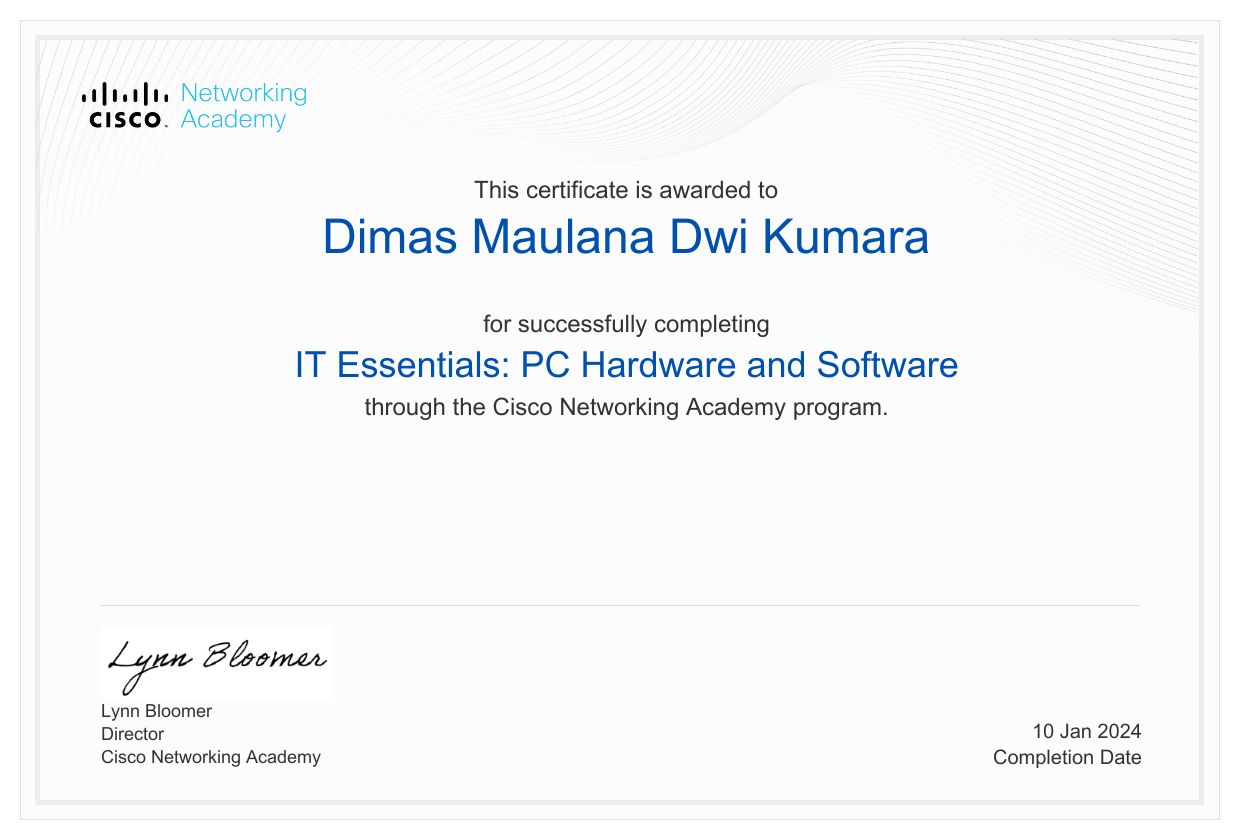 Networking
CISCO Academy
This certificate is awarded to
Dimas Maulana Dwi Kumara
for successfully completing
IT Essentials: PC Hardware and Software
through the Cisco Networking Academy program.
Lynn Bloomer
Lynn Bloomer
Director
Cisco Networking Academy
10 Jan 2024
Completion Date